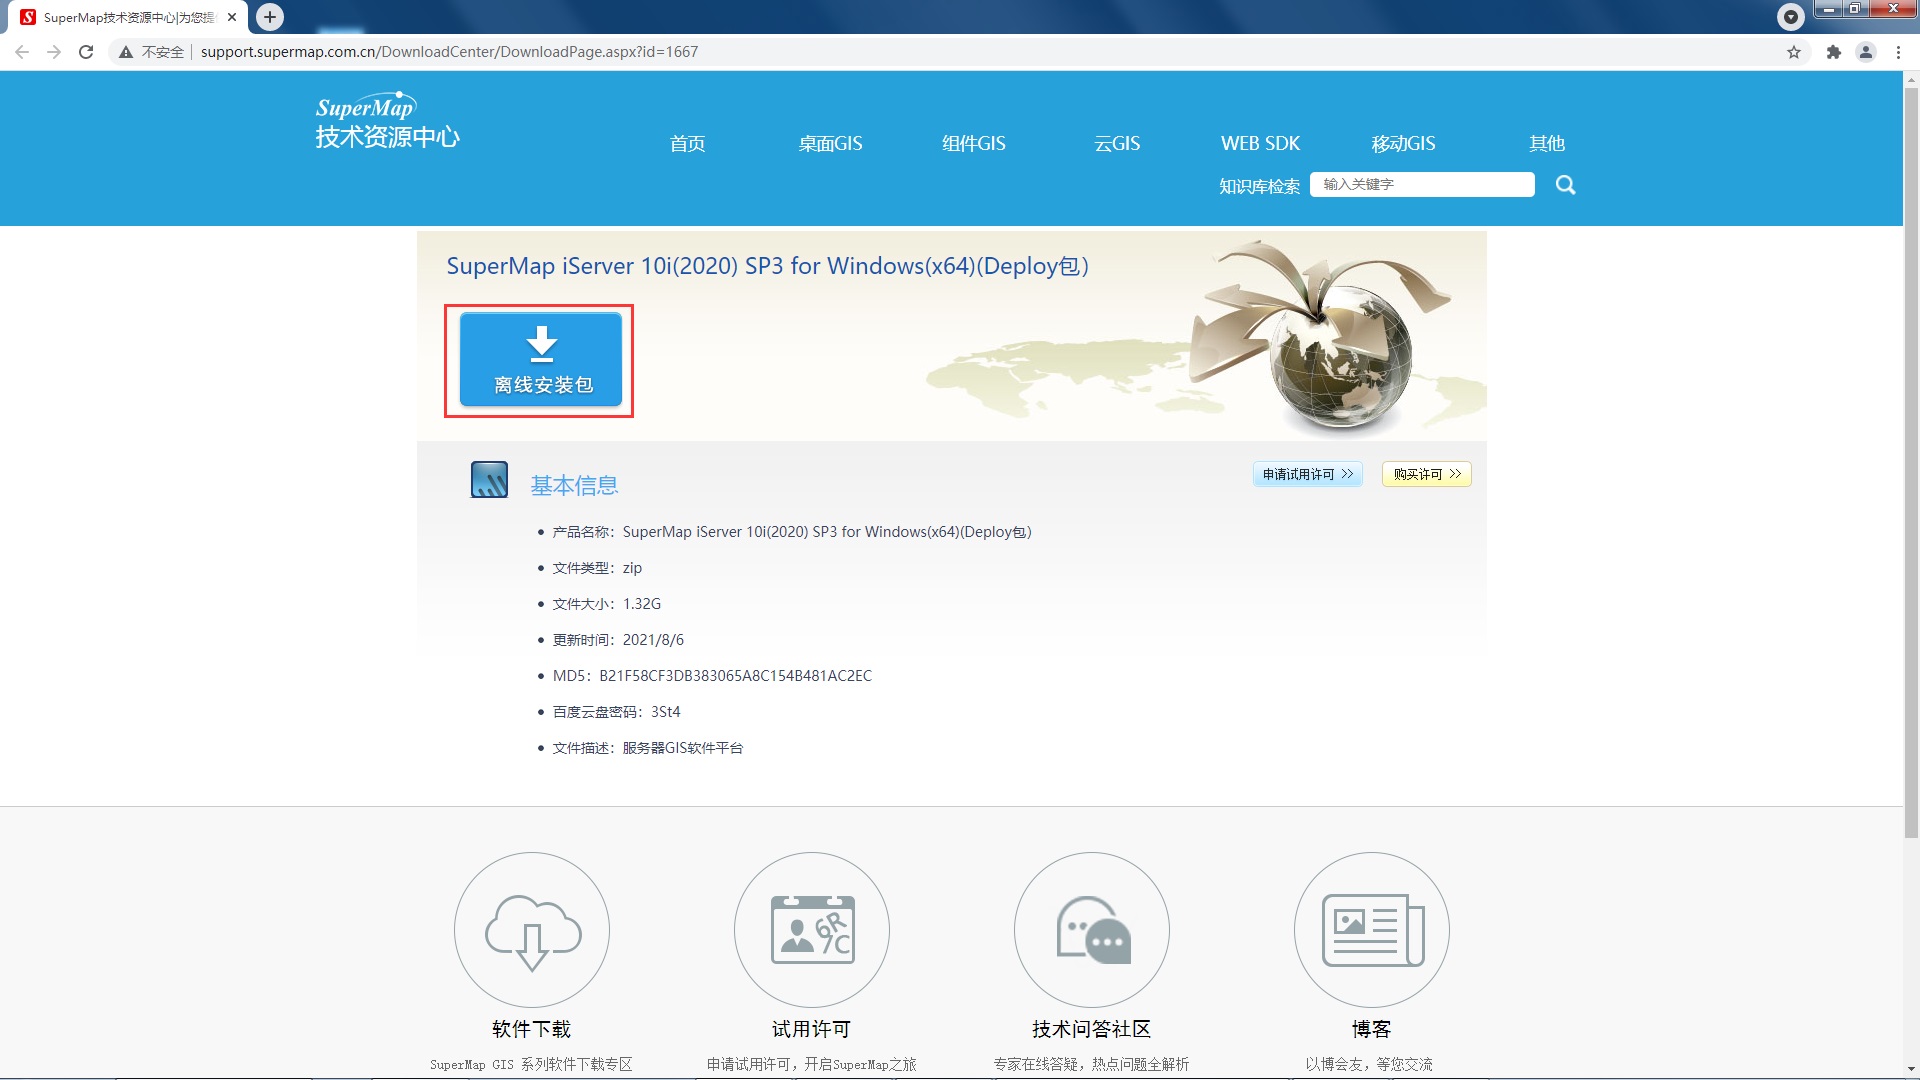 SuperMap技术资源中心|为您提
不安全 | support.supermap.com.cn/DownloadCenter/DownloadPage.aspx?id=1667
SuperMap
技术资源中心
首页 桌面GIS 组件GIS 云GIS WEB SDK 移动GIS 其他
知识库检索 输入关键字
SuperMap iServer 10i(2020) SP3 for Windows(x64)(Deploy包）
离线安装包
基本信息
申请试用许可 >>
购买许可 >>
• 产品名称：SuperMap iServer 10i(2020) SP3 for Windows(x64)(Deploy包）
• 文件类型：zip
• 文件大小：1.32G
• 更新时间：2021/8/6
• MD5：B21F58CF3DB383065A8C154B481AC2EC
• 百度云盘密码：3St4
• 文件描述：服务器GIS软件平台
6R
7C
软件下载 试用许可 技术问答社区 博客
SuperMap GIS 系列软件下载专区 申请试用许可，开启SuperMap之旅 专家在线答疑，热点问题全解析 以博会友，等您交流